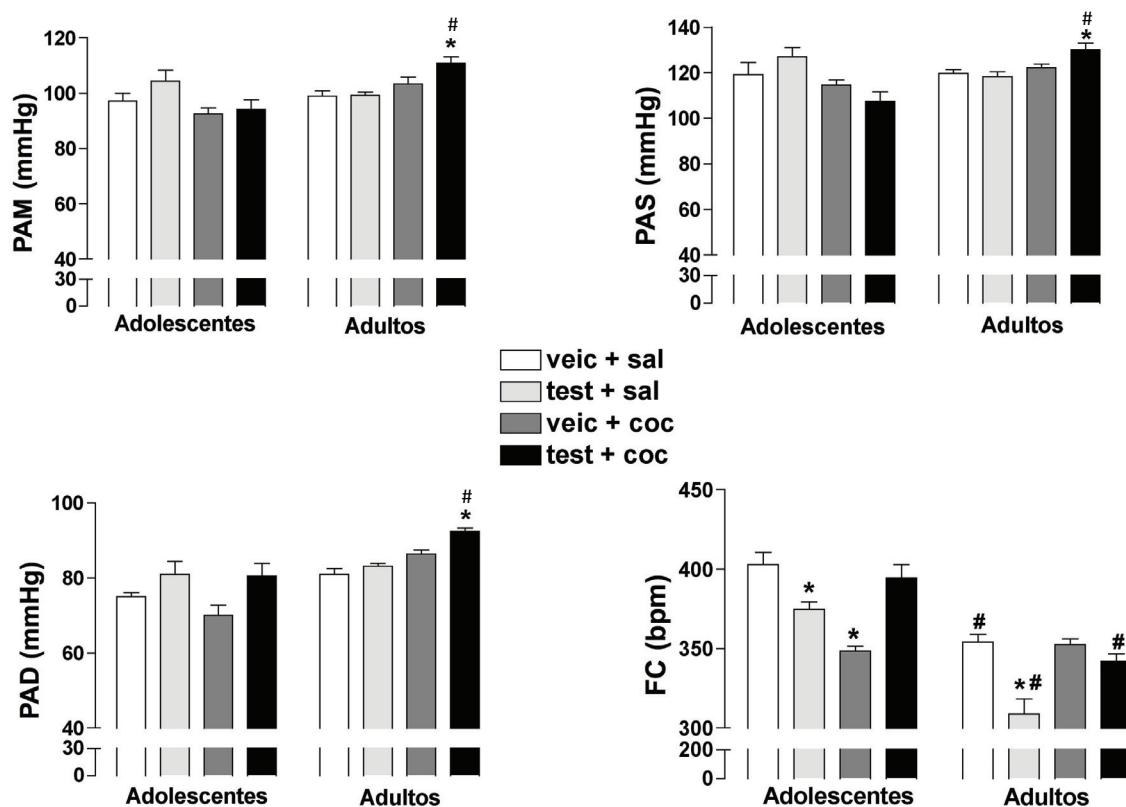 PAM (mmHg)
120
100
80
60
40
30
0
#
*
Adolescentes
Adultos
PAS (mmHg)
140
120
100
80
60
40
30
0
#
*
Adolescentes
Adultos
veic + sal
test + sal
veic + coc
test + coc
PAD (mmHg)
100
80
60
40
30
0
#
*
Adolescentes
Adultos
FC (bpm)
450
400
350
300
200
0
*
*
#
*#
#
Adolescentes
Adultos